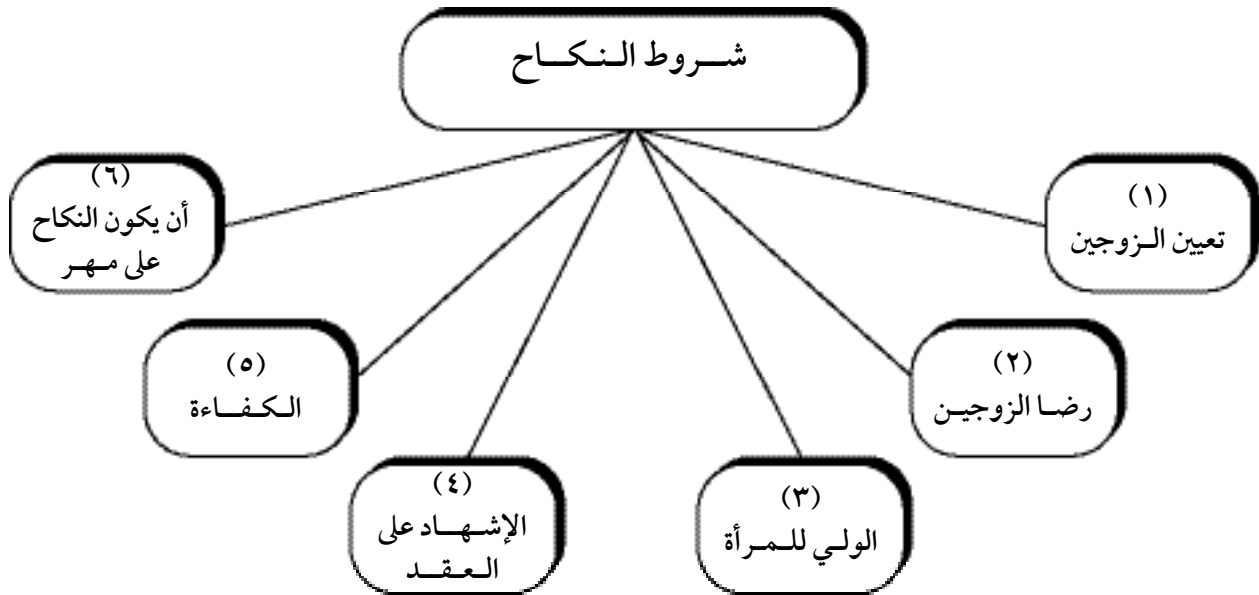 شروط النكاح
(١)
تعيين الزوجين
(٢)
رضا الزوجين
(٣)
الولي للمرأة
(٤)
الإشهاد على
العقد
(٥)
الكفاءة
(٦)
أن يكون النكاح
على مهر